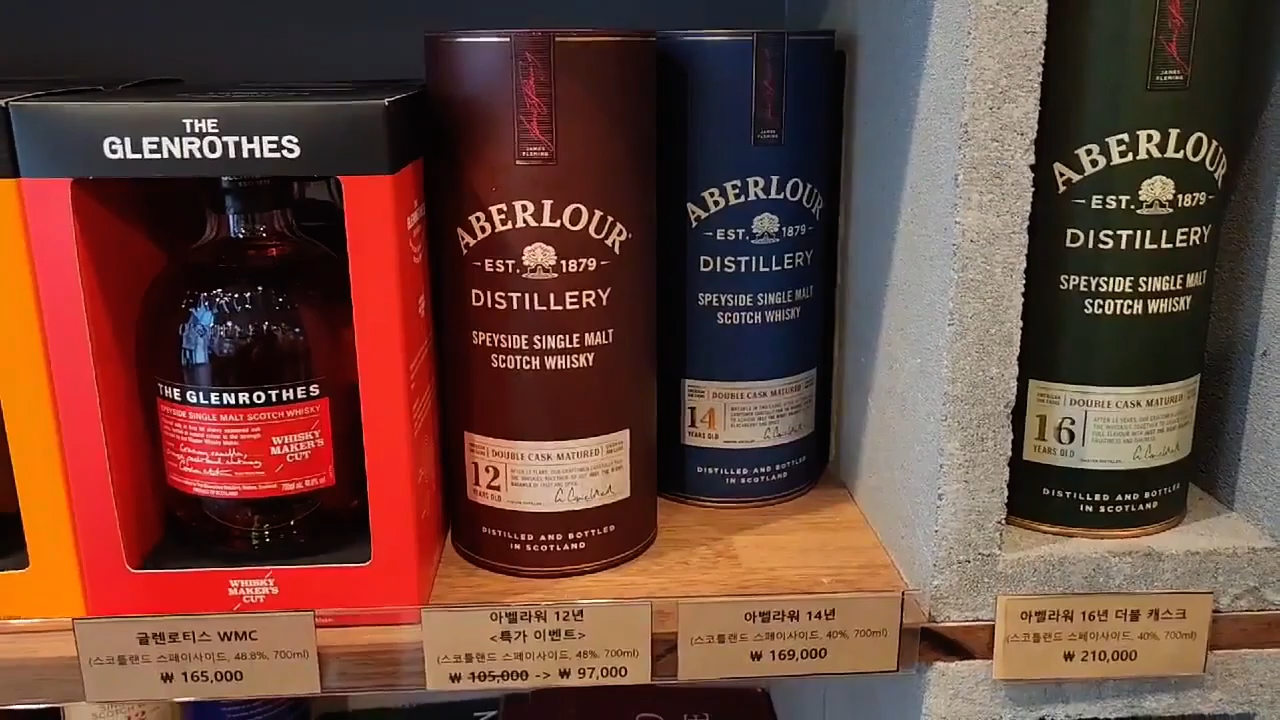 THE
GLENROTHES
THE GLENROTHES
SPEYSIDE SINGLE MALT SCOTCH WHISKY
WHISKY
MAKER'S
CUT
WHISKY
MAKER'S
CUT
JAMES
FLEMING
ABERLOUR
EST. 1879
DISTILLERY
SPEYSIDE SINGLE MALT
SCOTCH WHISKY
DOUBLE CASK MATURED
12
YEARS OLD
DISTILLED AND BOTTLED
IN SCOTLAND
JAMES
FLEMING
ABERLOUR
EST. 1879
DISTILLERY
SPEYSIDE SINGLE MALT
SCOTCH WHISKY
DOUBLE CASK MATURED
14
YEARS OLD
DISTILLED AND BOTTLED
IN SCOTLAND
JAMES
FLEMING
ABERLOUR
EST. 1879
DISTILLERY
SPEYSIDE SINGLE MALT
SCOTCH WHISKY
DOUBLE CASK MATURED
16
YEARS OLD
DISTILLED AND BOTTLED
IN SCOTLAND
글렌로티스 WMC
(스코틀랜드 스페이사이드, 48.8%, 700ml)
₩ 165,000
아벨라워 12년
<특가 이벤트>
(스코틀랜드 스페이사이드, 48%, 700ml)
₩ 105,000 -> ₩ 97,000
아벨라워 14년
(스코틀랜드 스페이사이드, 40%, 700ml)
₩ 169,000
아벨라워 16년 더블 캐스크
(스코틀랜드 스페이사이드, 40%, 700ml)
₩ 210,000